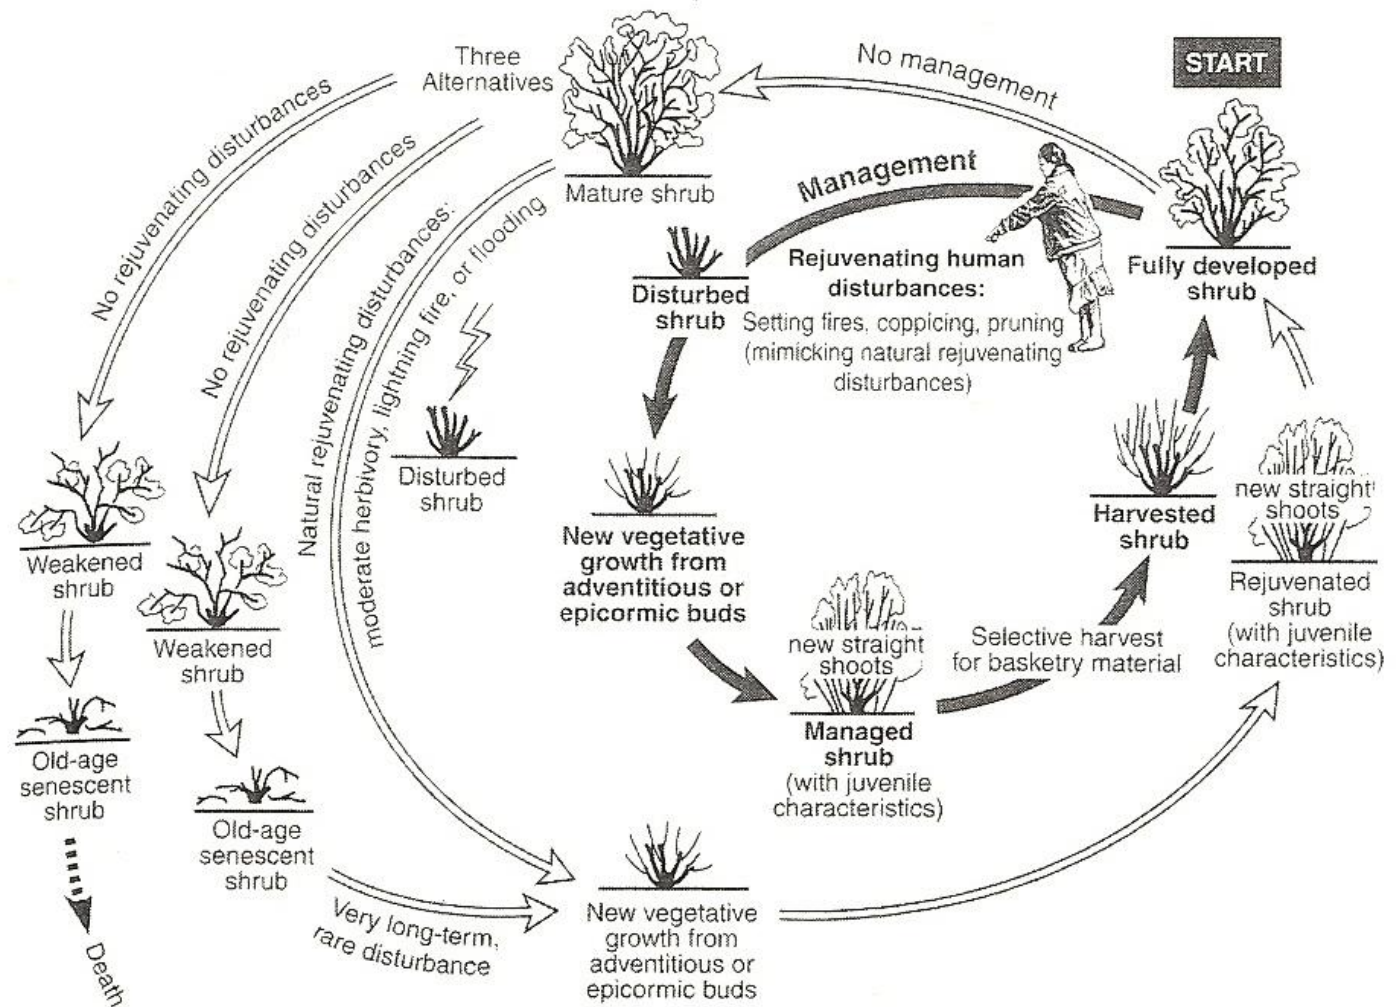 START
No management
Three
Alternatives
Mature shrub
Management
Fully developed
shrub
Rejuvenating human
disturbances:
Setting fires, coppicing, pruning
(mimicking natural rejuvenating
disturbances)
Disturbed
shrub
New vegetative
growth from
adventitious or
epicormic buds
new straight
shoots
Managed
shrub
(with juvenile
characteristics)
Selective harvest
for basketry material
Harvested
shrub
No rejuvenating disturbances
Weakened
shrub
Old-age
senescent
shrub
Death
No rejuvenating disturbances
Weakened
shrub
Old-age
senescent
shrub
Very long-term,
rare disturbance
Natural rejuvenating disturbances:
moderate herbivory, lightning fire, or flooding
Disturbed
shrub
New vegetative
growth from
adventitious or
epicormic buds
new straight
shoots
Rejuvenated
shrub
(with juvenile
characteristics)